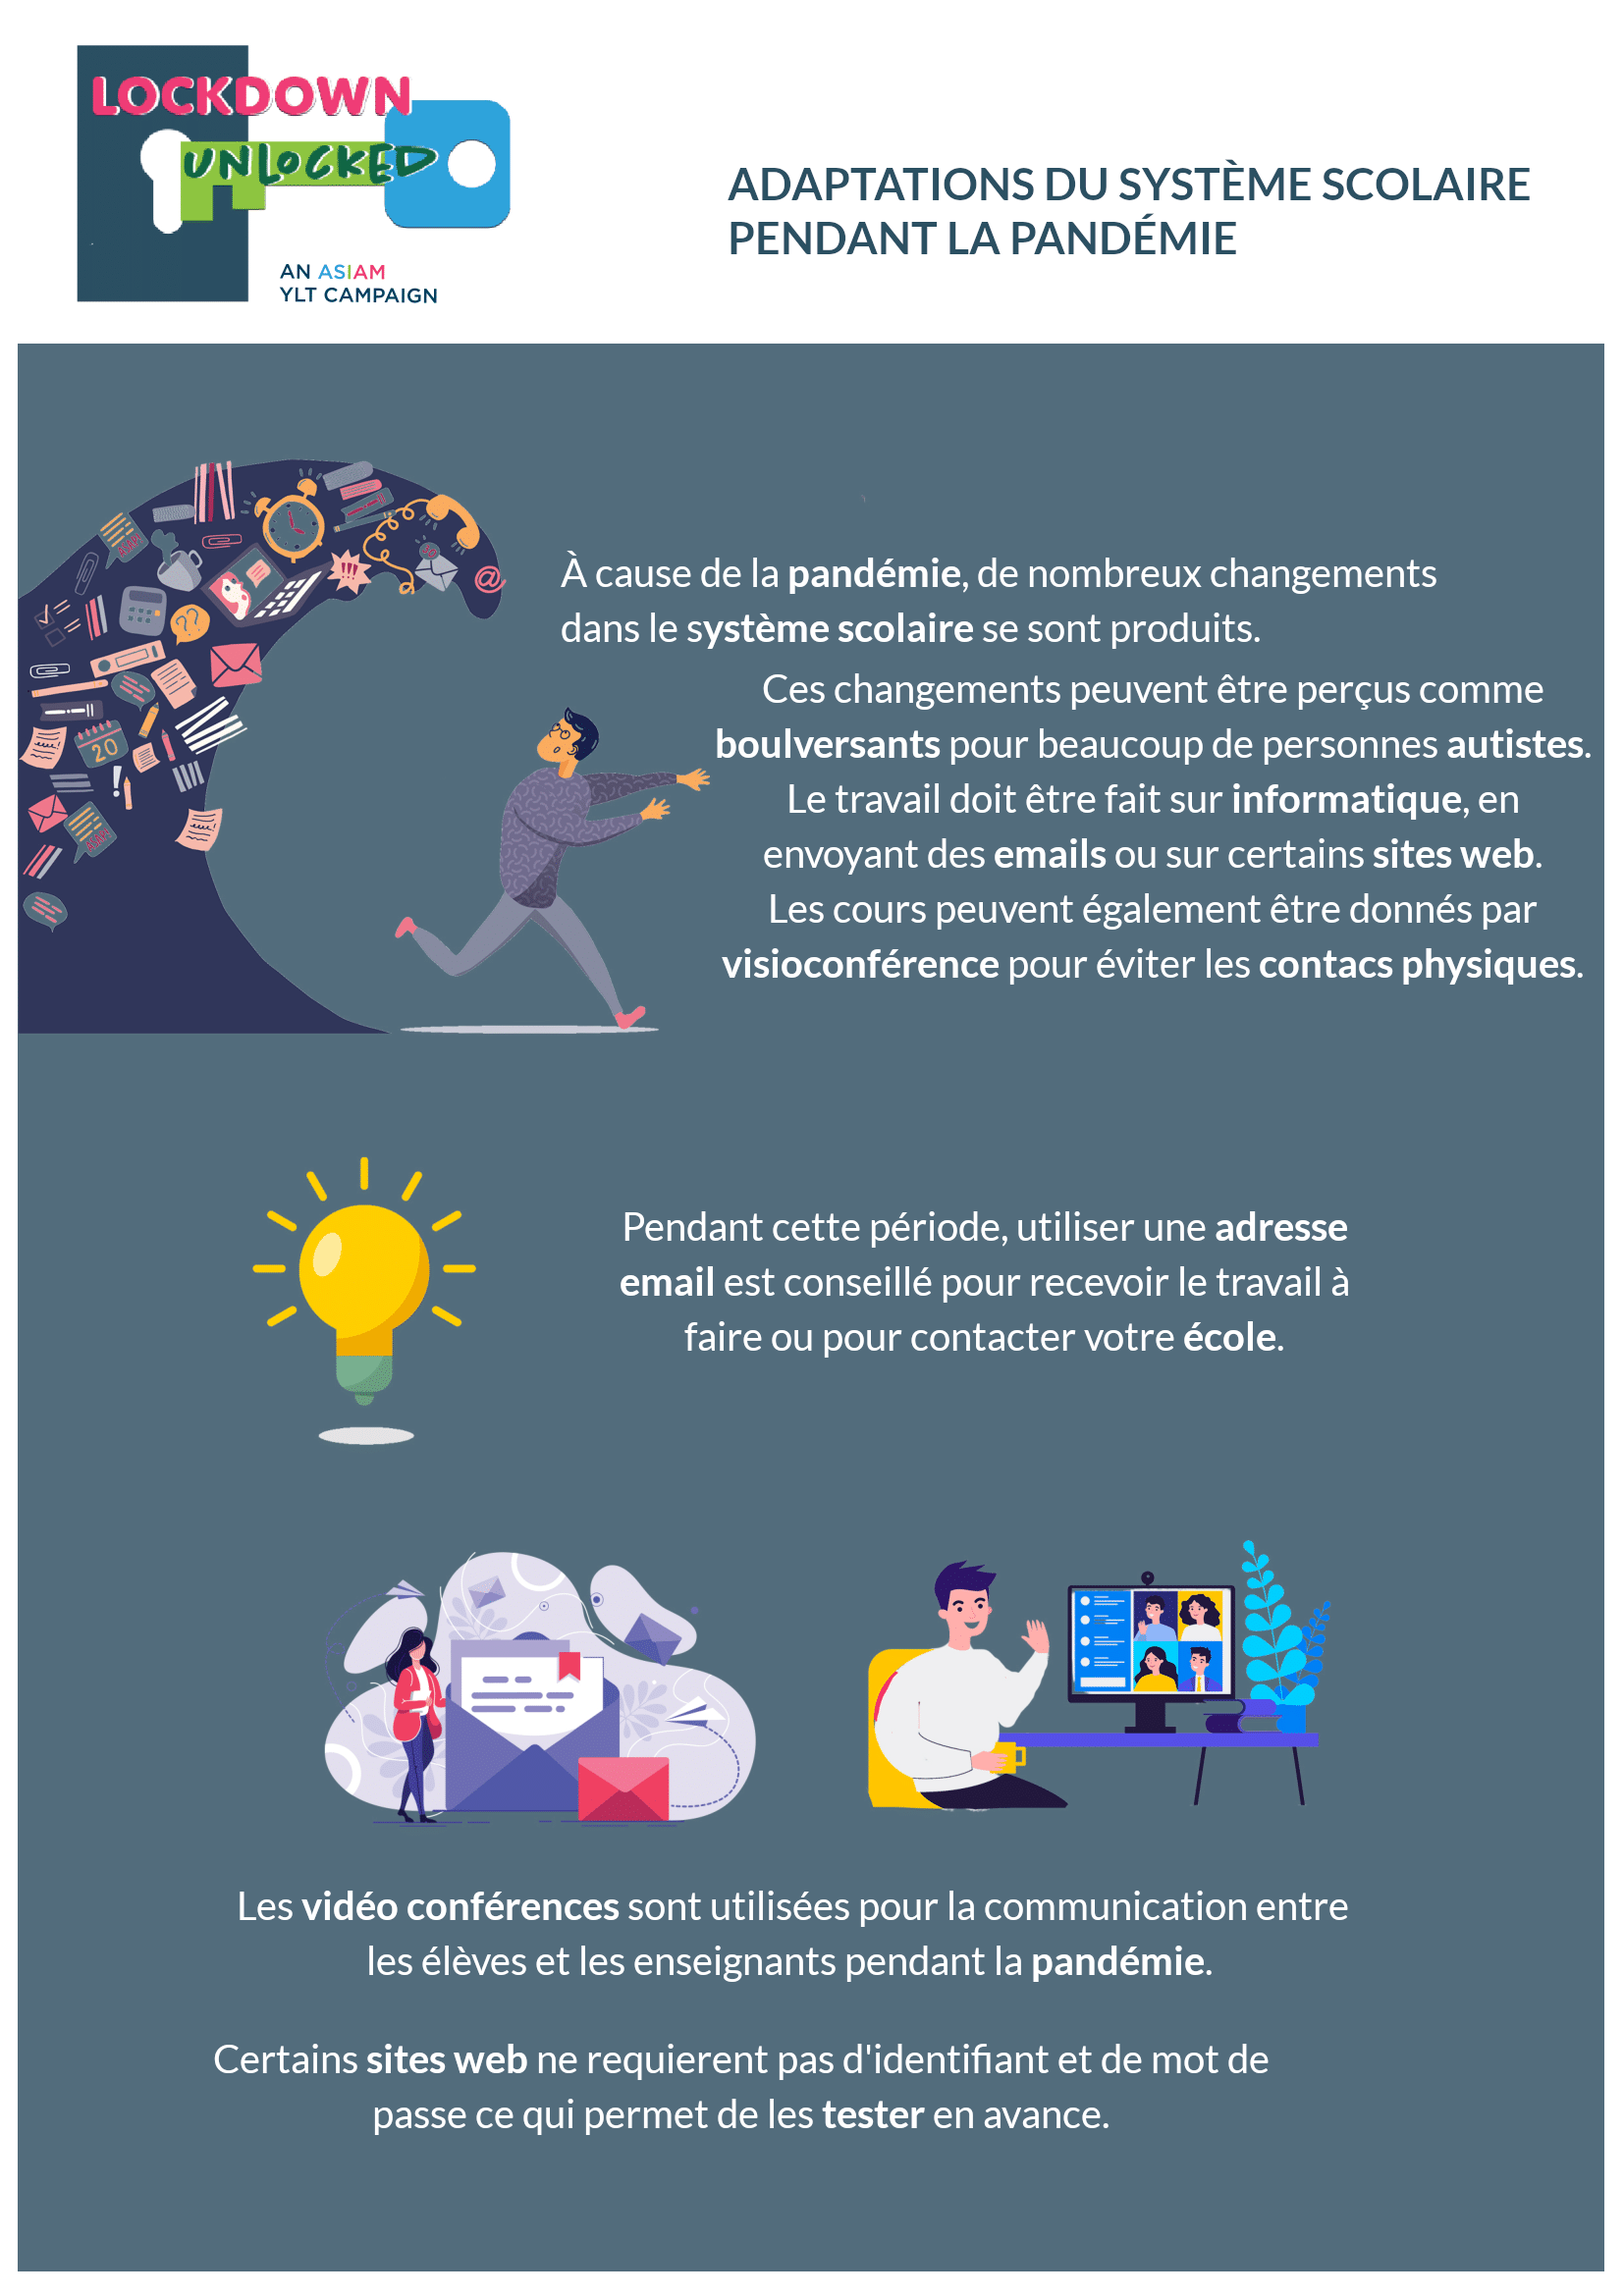 LOCKDOWN
UNLOCKED
AN ASIAM
YLT CAMPAIGN
ADAPTATIONS DU SYSTÈME SCOLAIRE
PENDANT LA PANDÉMIE
À cause de la pandémie, de nombreux changements
dans le système scolaire se sont produits.
Ces changements peuvent être perçus comme
boulversants pour beaucoup de personnes autistes.
Le travail doit être fait sur informatique, en
envoyant des emails ou sur certains sites web.
Les cours peuvent également être donnés par
visioconférence pour éviter les contacs physiques.
Pendant cette période, utiliser une adresse
email est conseillé pour recevoir le travail à
faire ou pour contacter votre école.
Les vidéo conférences sont utilisées pour la communication entre
les élèves et les enseignants pendant la pandémie.
Certains sites web ne requierent pas d'identifiant et de mot de
passe ce qui permet de les tester en avance.